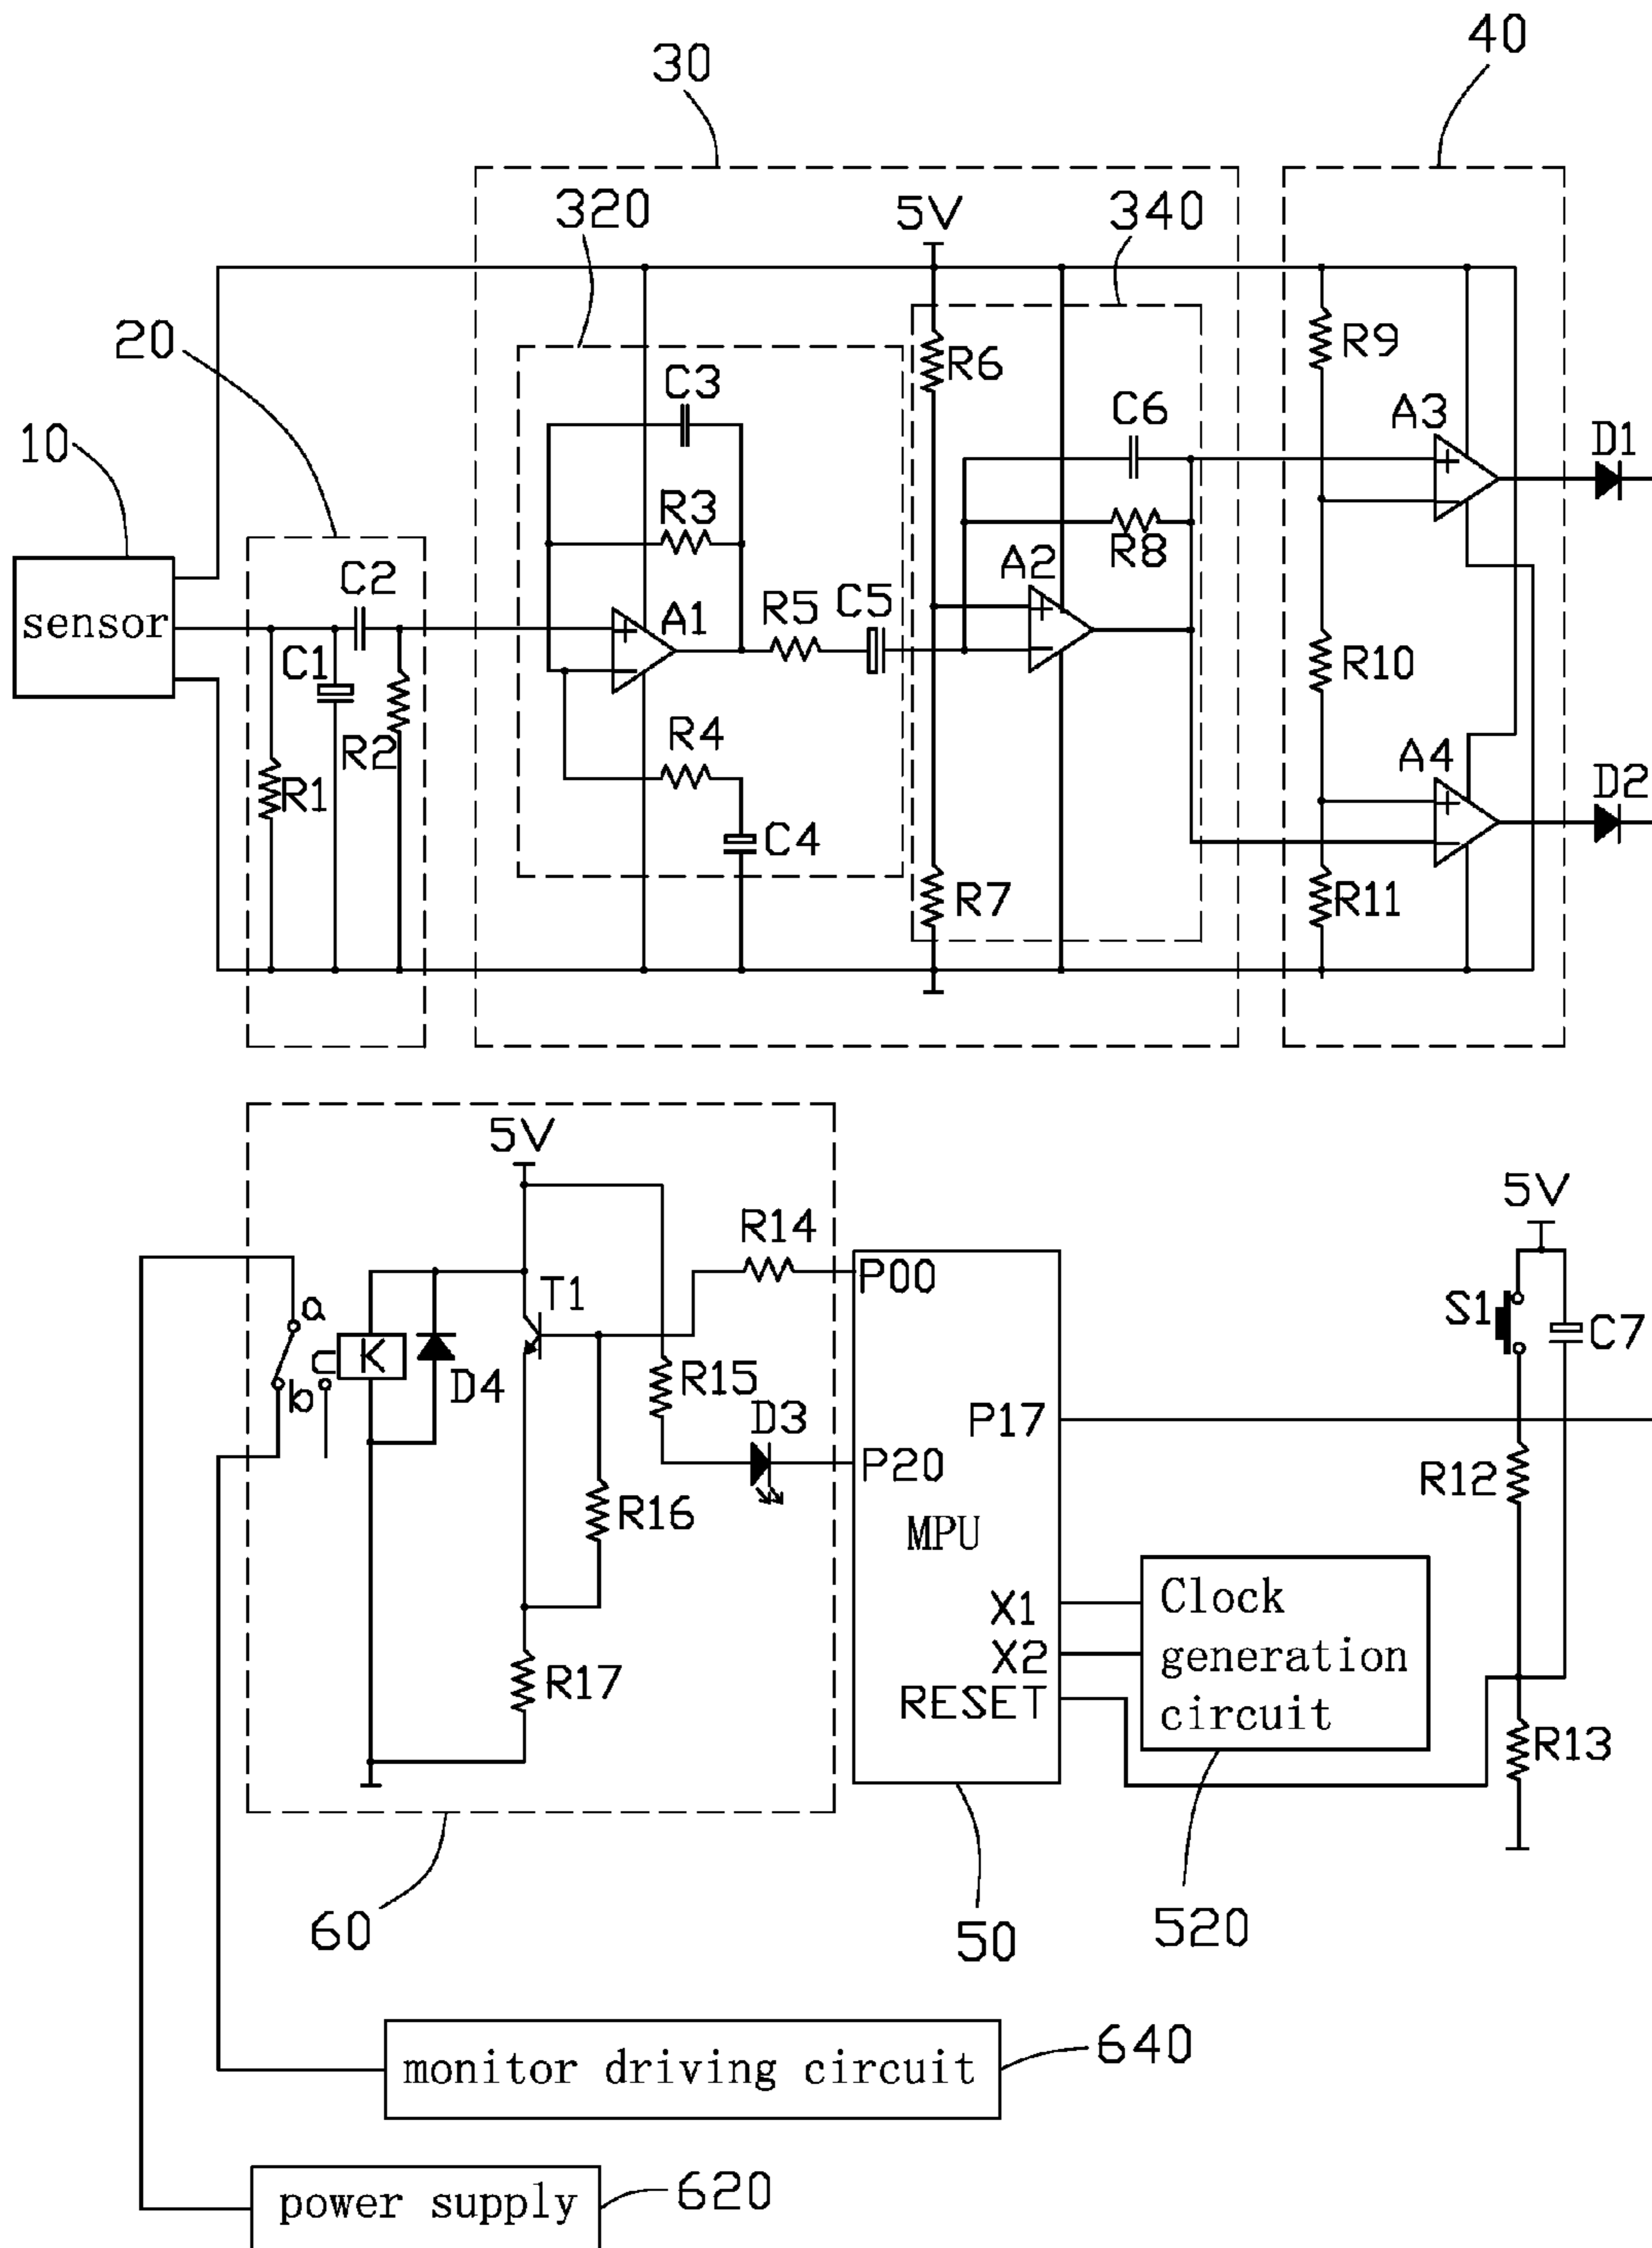 40
30
320
5V
340
20
R6
R9
C3
C6
A3
D1
10
R3
R8
A2
sensor
C2
A1
R5
C5
C1
R10
R2
R4
A4
R1
D2
C4
R7
R11
5V
R14
P00
5V
T1
a
S1
C7
c
K
b
D4
R15
D3
P17
P20
R12
R16
MPU
X1
Clock
X2
generation
R17
RESET
circuit
R13
60
50
520
monitor driving circuit
640
power supply
620